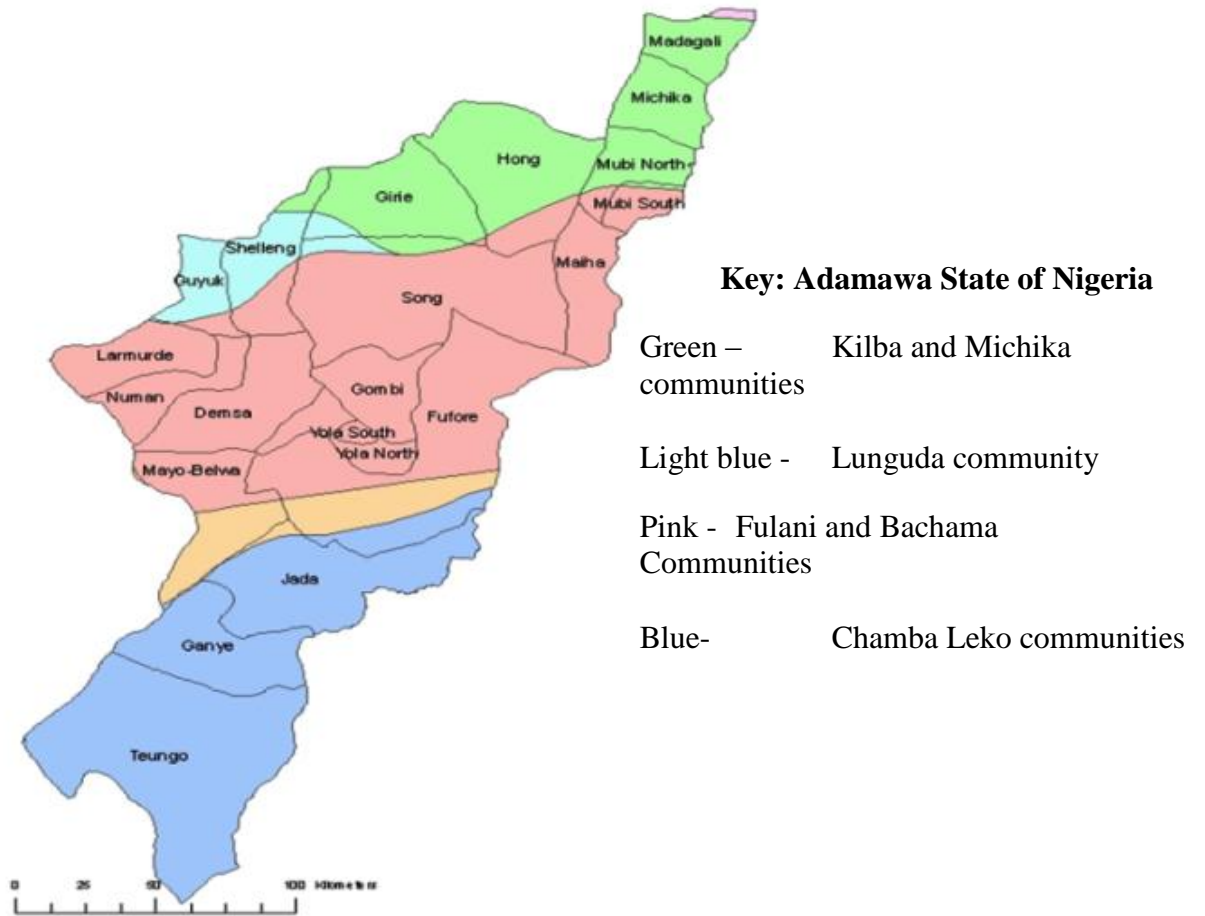 Madagali
Michika
Hong
Mubi North
Girie
Mubi South
Shelleng
Guyuk
Maiha
Song
Larmurde
Gombi
Numan
Demsa
Fufore
Yola South
Yola North
Mayo-Belwa
Jada
Ganye
Teungo
0 25 50 100 Kilometers
Key: Adamawa State of Nigeria
Green – Kilba and Michika
communities
Light blue - Lunguda community
Pink - Fulani and Bachama
Communities
Blue- Chamba Leko communities